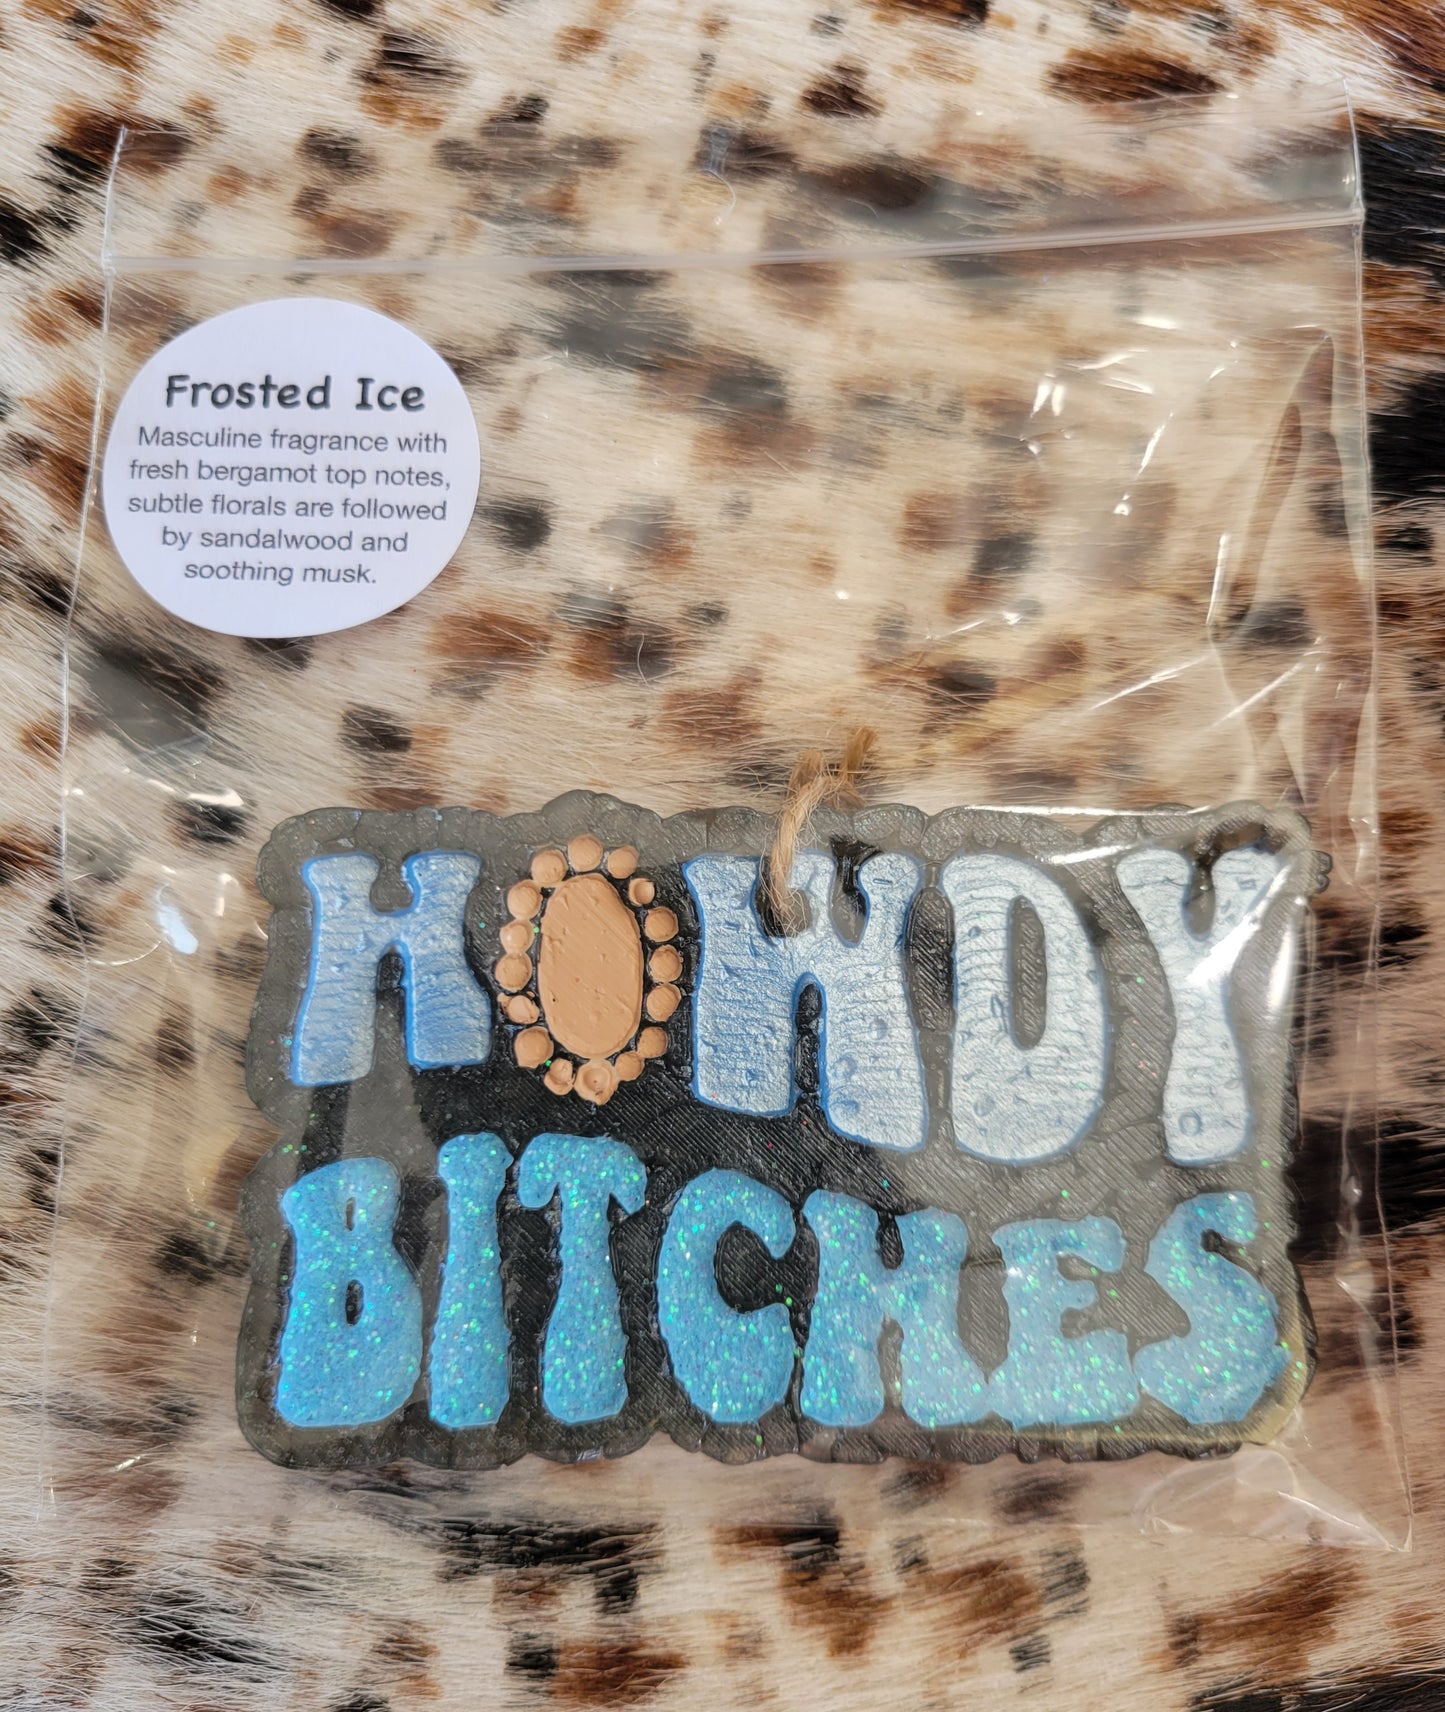 Frosted Ice
Masculine fragrance with
fresh bergamot top notes,
subtle florals are followed
by sandalwood and
soothing musk.
HOWDY
BITCHES